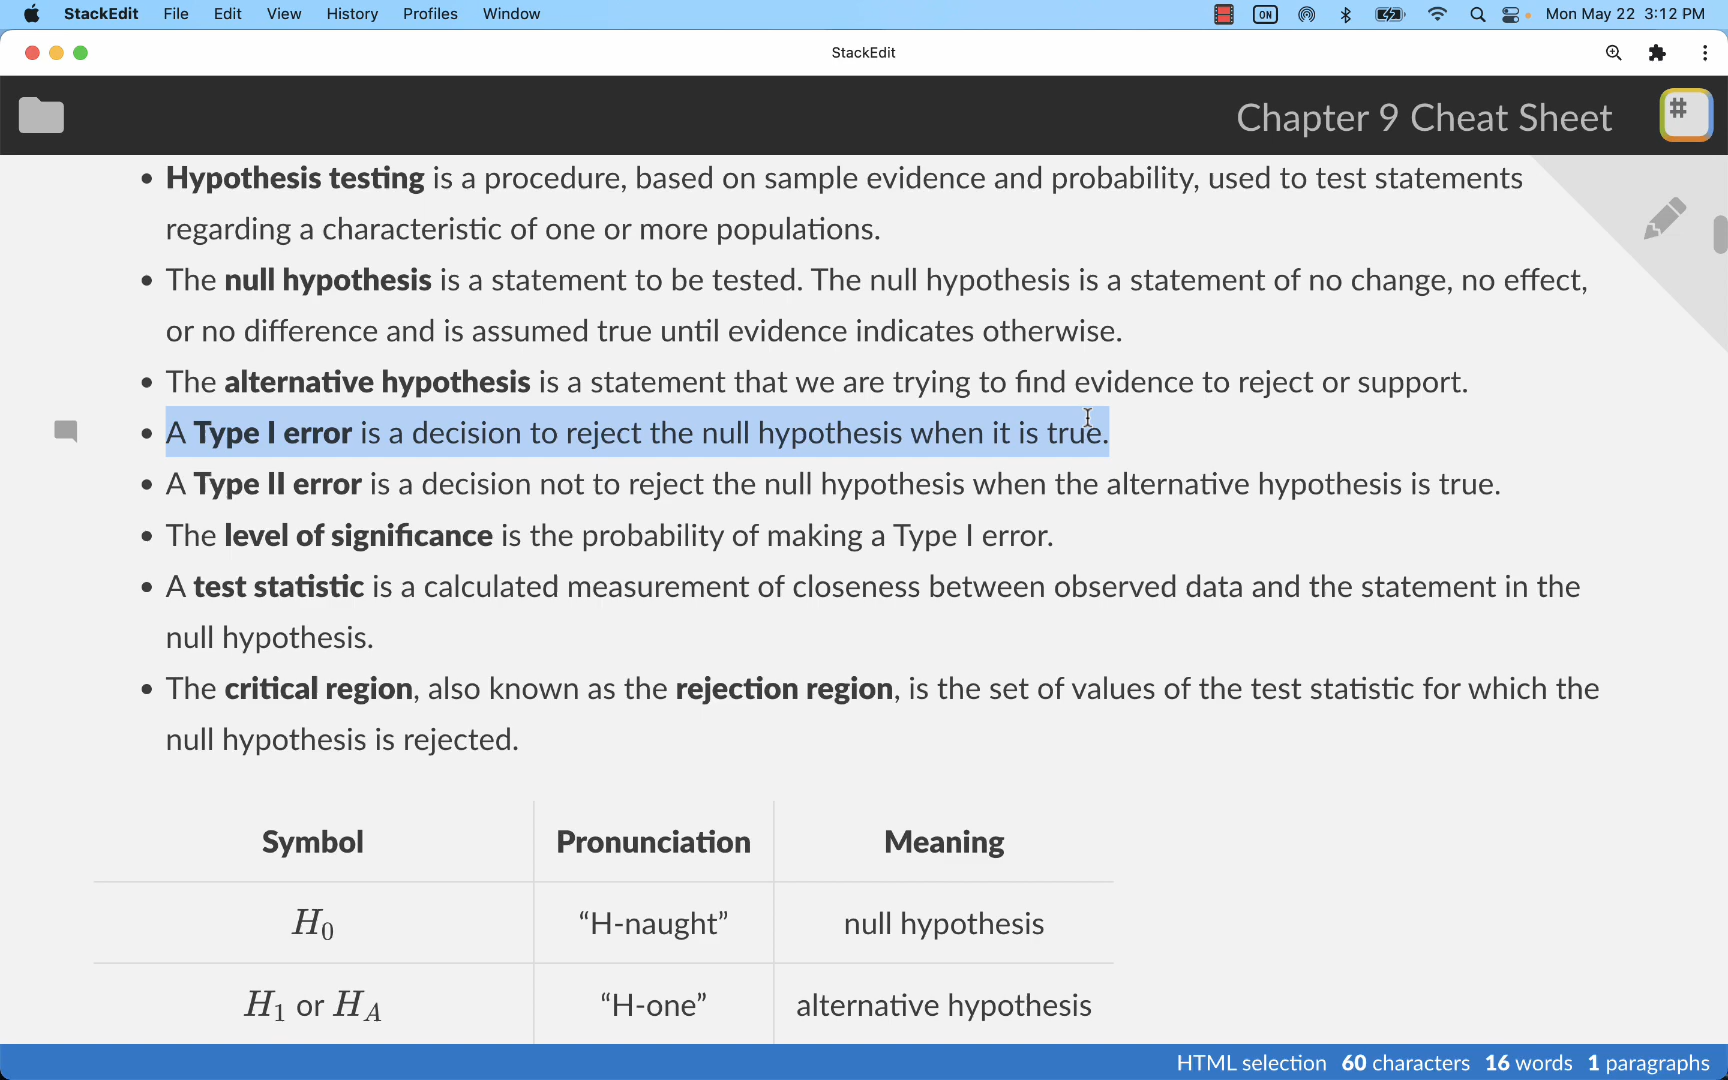 StackEdit File Edit View History Profiles Window ON Mon May 22 3:12 PM
StackEdit
Chapter 9 Cheat Sheet #
• Hypothesis testing is a procedure, based on sample evidence and probability, used to test statements
regarding a characteristic of one or more populations.
• The null hypothesis is a statement to be tested. The null hypothesis is a statement of no change, no effect,
or no difference and is assumed true until evidence indicates otherwise.
• The alternative hypothesis is a statement that we are trying to find evidence to reject or support.
• A Type I error is a decision to reject the null hypothesis when it is true.
• A Type II error is a decision not to reject the null hypothesis when the alternative hypothesis is true.
• The level of significance is the probability of making a Type I error.
• A test statistic is a calculated measurement of closeness between observed data and the statement in the
null hypothesis.
• The critical region, also known as the rejection region, is the set of values of the test statistic for which the
null hypothesis is rejected.
Symbol Pronunciation Meaning
H₀ “H-naught” null hypothesis
H₁ or H_A “H-one” alternative hypothesis
HTML selection 60 characters 16 words 1 paragraphs